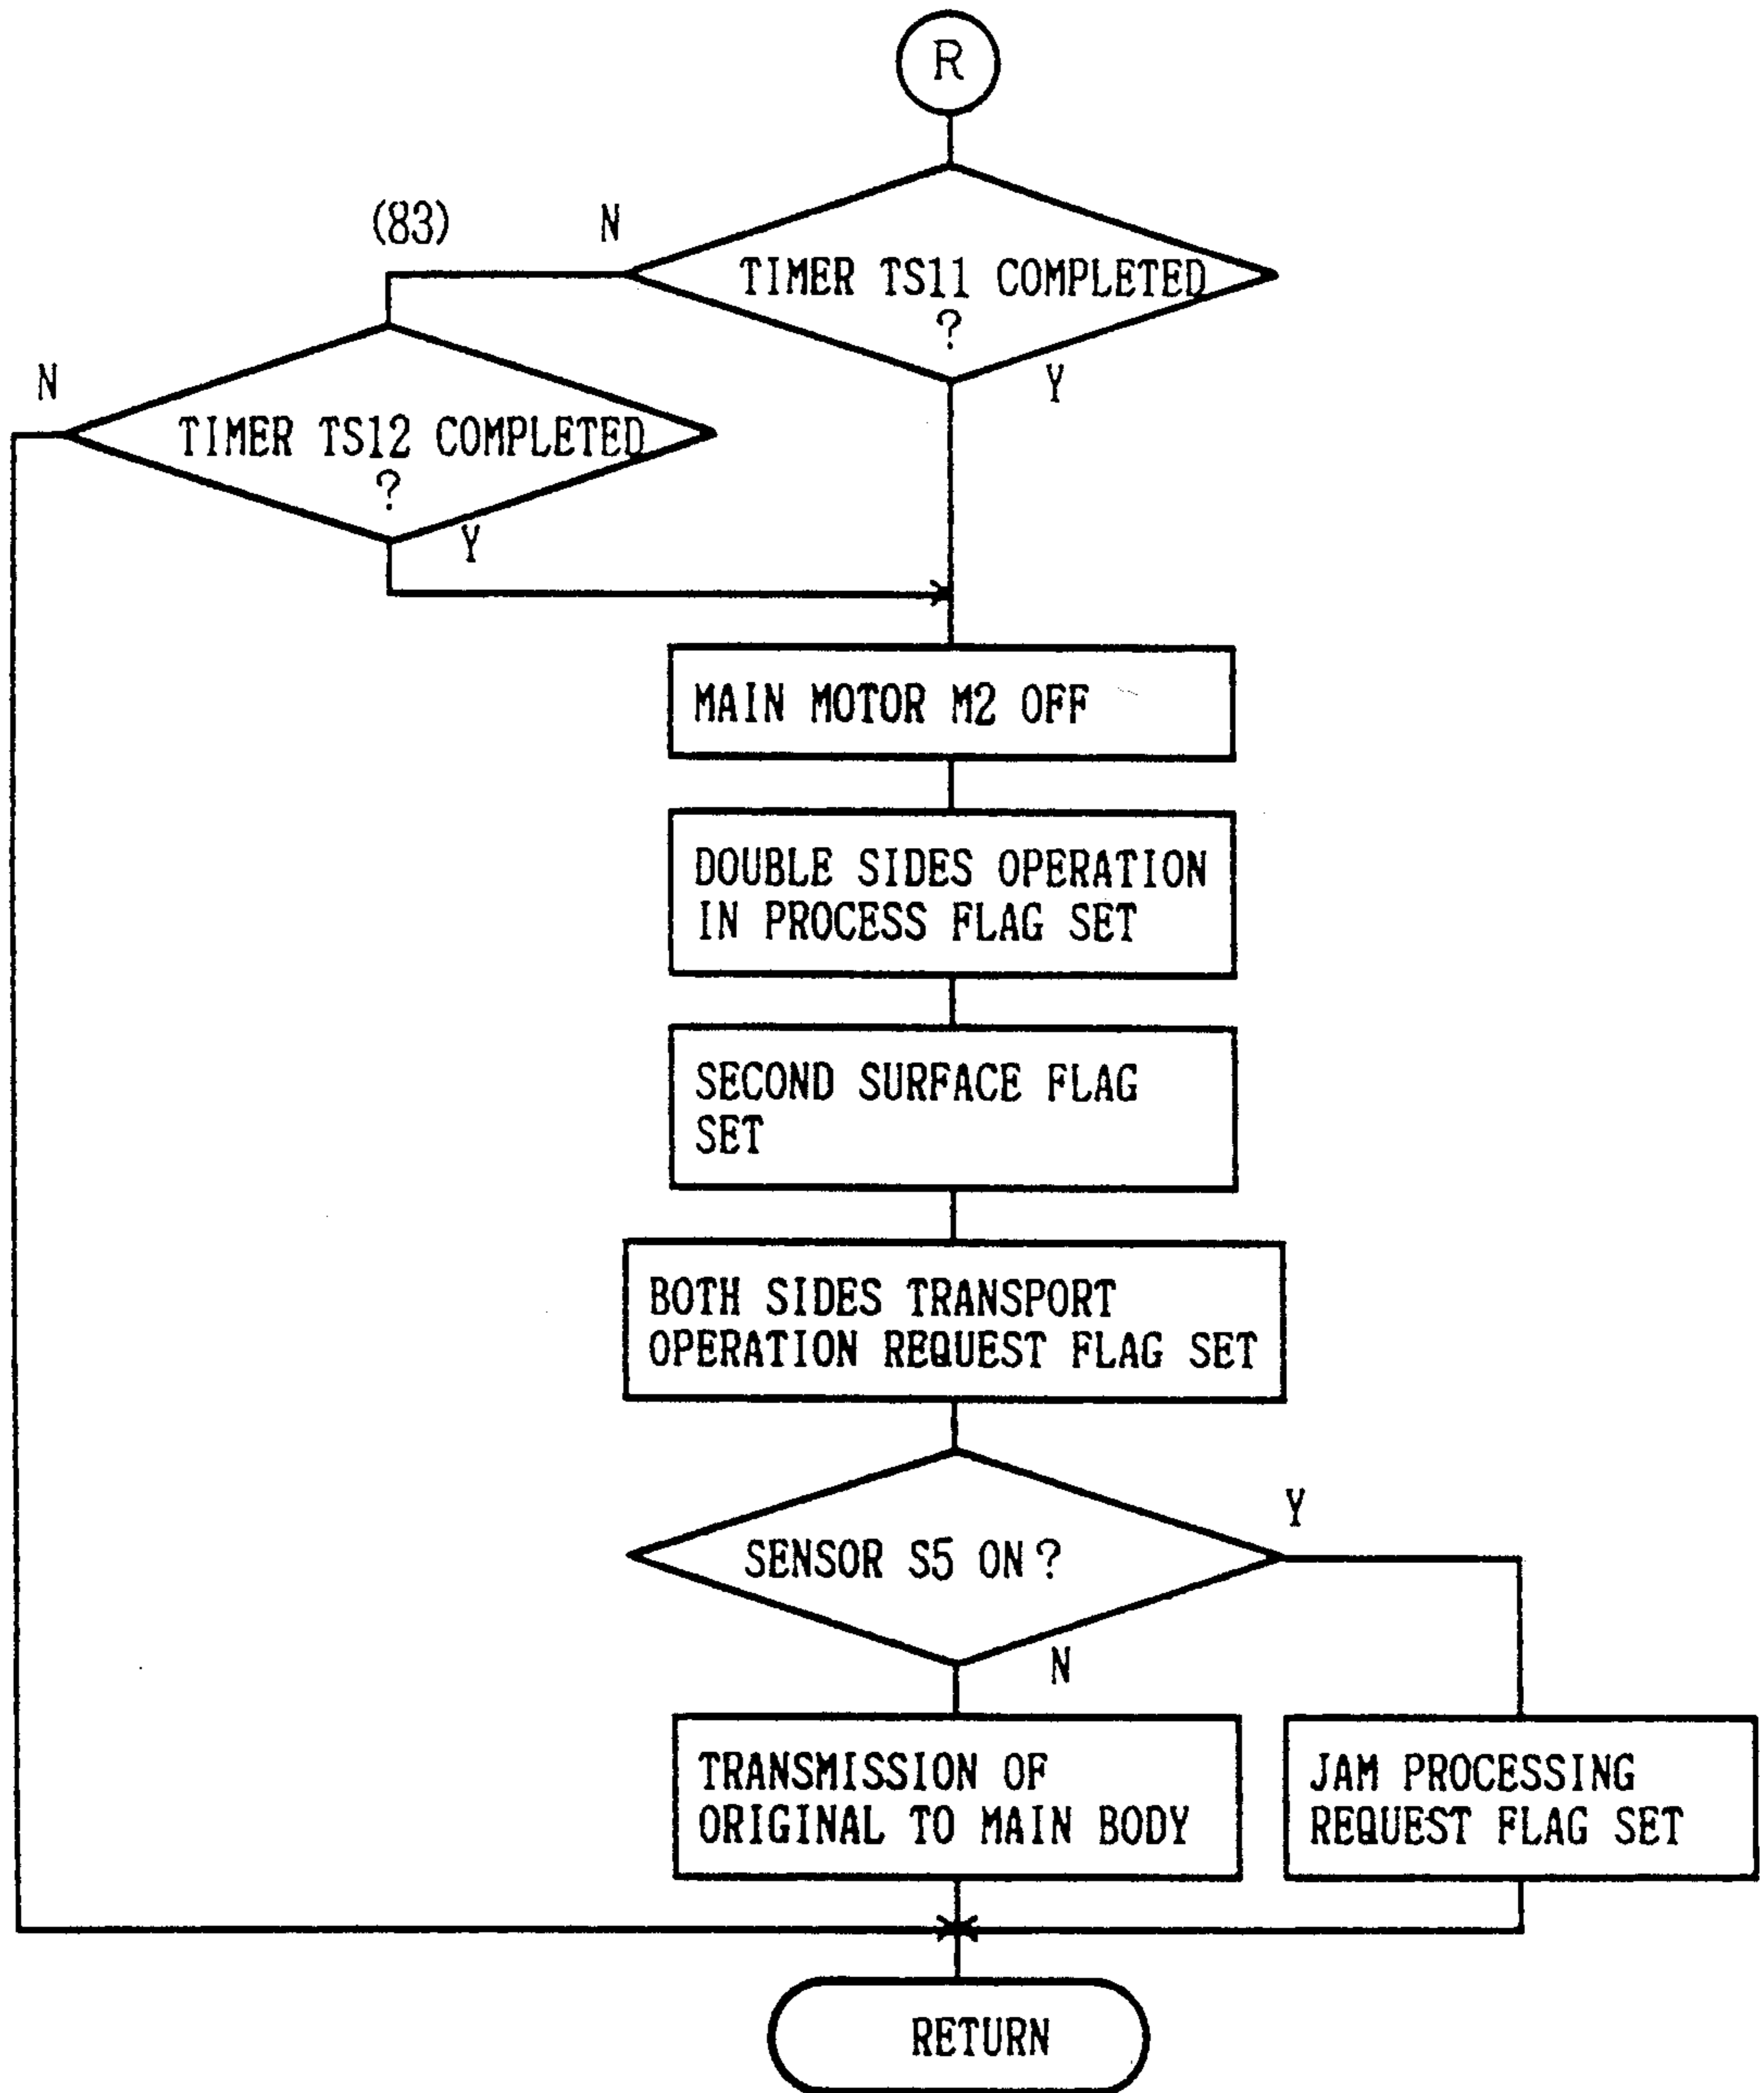 R
(83)
N
TIMER TS11 COMPLETED
?
Y
N
TIMER TS12 COMPLETED
?
Y
MAIN MOTOR M2 OFF
DOUBLE SIDES OPERATION
IN PROCESS FLAG SET
SECOND SURFACE FLAG
SET
BOTH SIDES TRANSPORT
OPERATION REQUEST FLAG SET
Y
SENSOR S5 ON?
N
TRANSMISSION OF
ORIGINAL TO MAIN BODY
JAM PROCESSING
REQUEST FLAG SET
RETURN